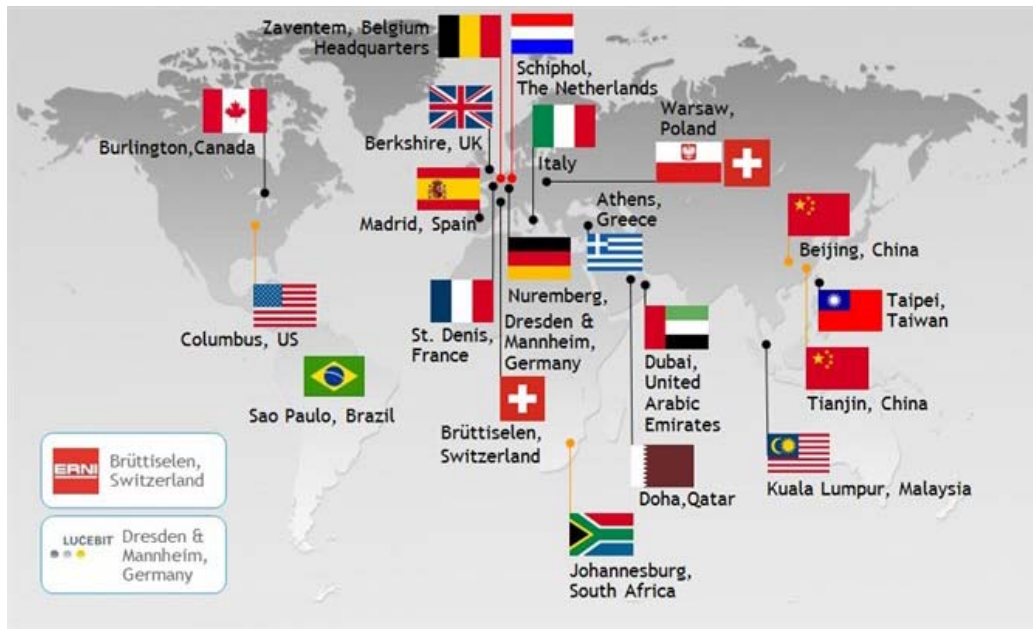 Zaventem, Belgium
Headquarters
Schiphol,
The Netherlands
Warsaw,
Poland
Burlington,Canada
Berkshire, UK
Italy
Athens,
Greece
Madrid, Spain
Beijing, China
Nuremberg,
Dresden &
Mannheim,
Germany
Taipei,
Taiwan
Columbus, US
St. Denis,
France
Dubai,
United
Arabic
Emirates
Tianjin, China
Sao Paulo, Brazil
Brüttiselen,
Switzerland
Doha,Qatar
Kuala Lumpur, Malaysia
ERNI
Brüttiselen,
Switzerland
LUCEBIT
Dresden &
Mannheim,
Germany
Johannesburg,
South Africa